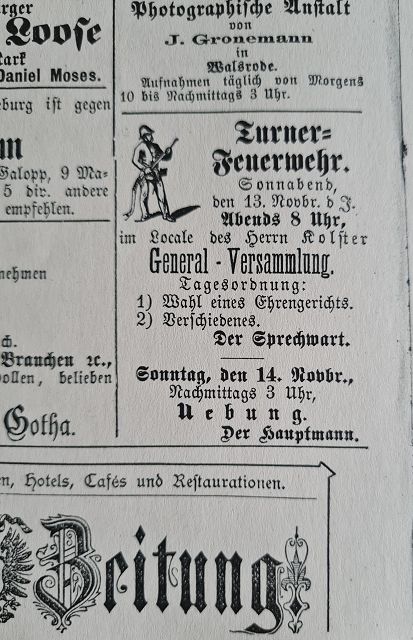 Photographische Anstalt
von
J. Gronemann
in
Walsrode.
Aufnahmen täglich von Morgens
10 bis Nachmittags 3 Uhr.
Turner-
Feuerwehr.
Sonnabend,
den 13. Novbr. d. J.
Abends 8 Uhr,
im Locale des Herrn Kolster
General - Versammlung.
Tagesordnung:
1) Wahl eines Ehrengerichts.
2) Verschiedenes.
Der Sprechwart.
Sonntag, den 14. Novbr.,
Nachmittags 3 Uhr,
Uebung.
Der Hauptmann.
Loose
Daniel Moses.
burg ist gegen
Galopp, 9 Ma-
5 div. andere
empfehlen.
nehmen
ch.
Brauchen ꝛc.,
wollen, belieben
Gotha.
Hotels, Cafés und Restaurationen.
Zeitung